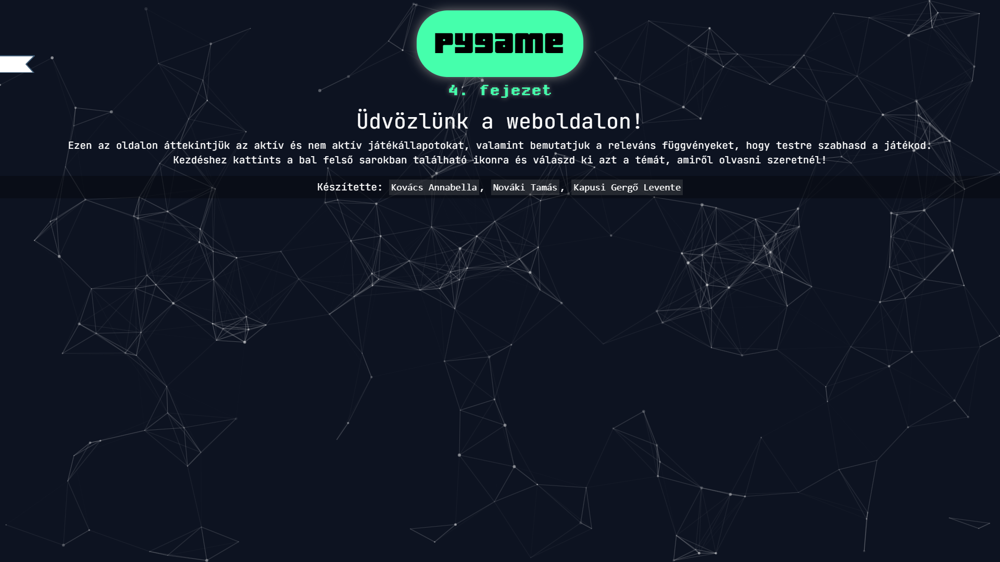 pygame
4. fejezet
Üdvözlünk a weboldalon!
Ezen az oldalon áttekintjük az aktív és nem aktív játékállapotokat, valamint bemutatjuk a releváns függvényeket, hogy testre szabhasd a játékod.
Kezdéshez kattints a bal felső sarokban található ikonra és válaszd ki azt a témát, amiről olvasni szeretnél!
Készítette: Kovács Annabella, Nováki Tamás, Kapusi Gergő Levente